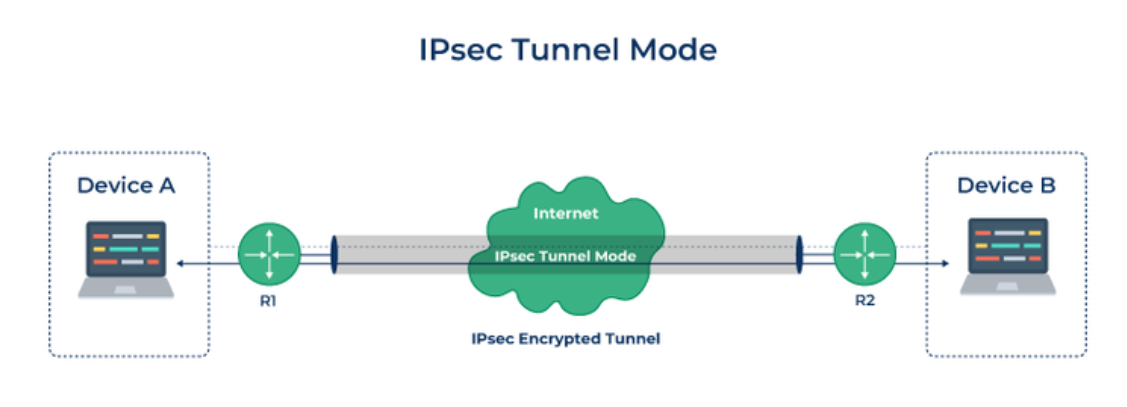 IPsec Tunnel Mode
Device A
Device B
Internet
IPsec Tunnel Mode
R1
R2
IPsec Encrypted Tunnel